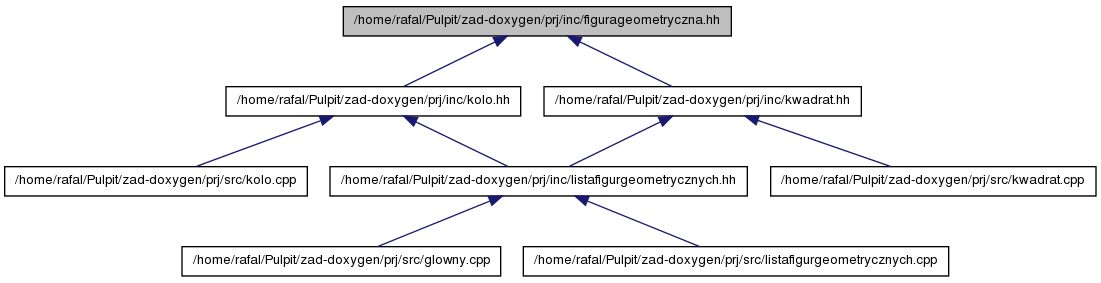 /home/rafal/Pulpit/zad-doxygen/prj/inc/figurageometryczna.hh
/home/rafal/Pulpit/zad-doxygen/prj/inc/kolo.hh
/home/rafal/Pulpit/zad-doxygen/prj/inc/kwadrat.hh
/home/rafal/Pulpit/zad-doxygen/prj/src/kolo.cpp
/home/rafal/Pulpit/zad-doxygen/prj/inc/listafigurgeometrycznych.hh
/home/rafal/Pulpit/zad-doxygen/prj/src/kwadrat.cpp
/home/rafal/Pulpit/zad-doxygen/prj/src/glowny.cpp
/home/rafal/Pulpit/zad-doxygen/prj/src/listafigurgeometrycznych.cpp